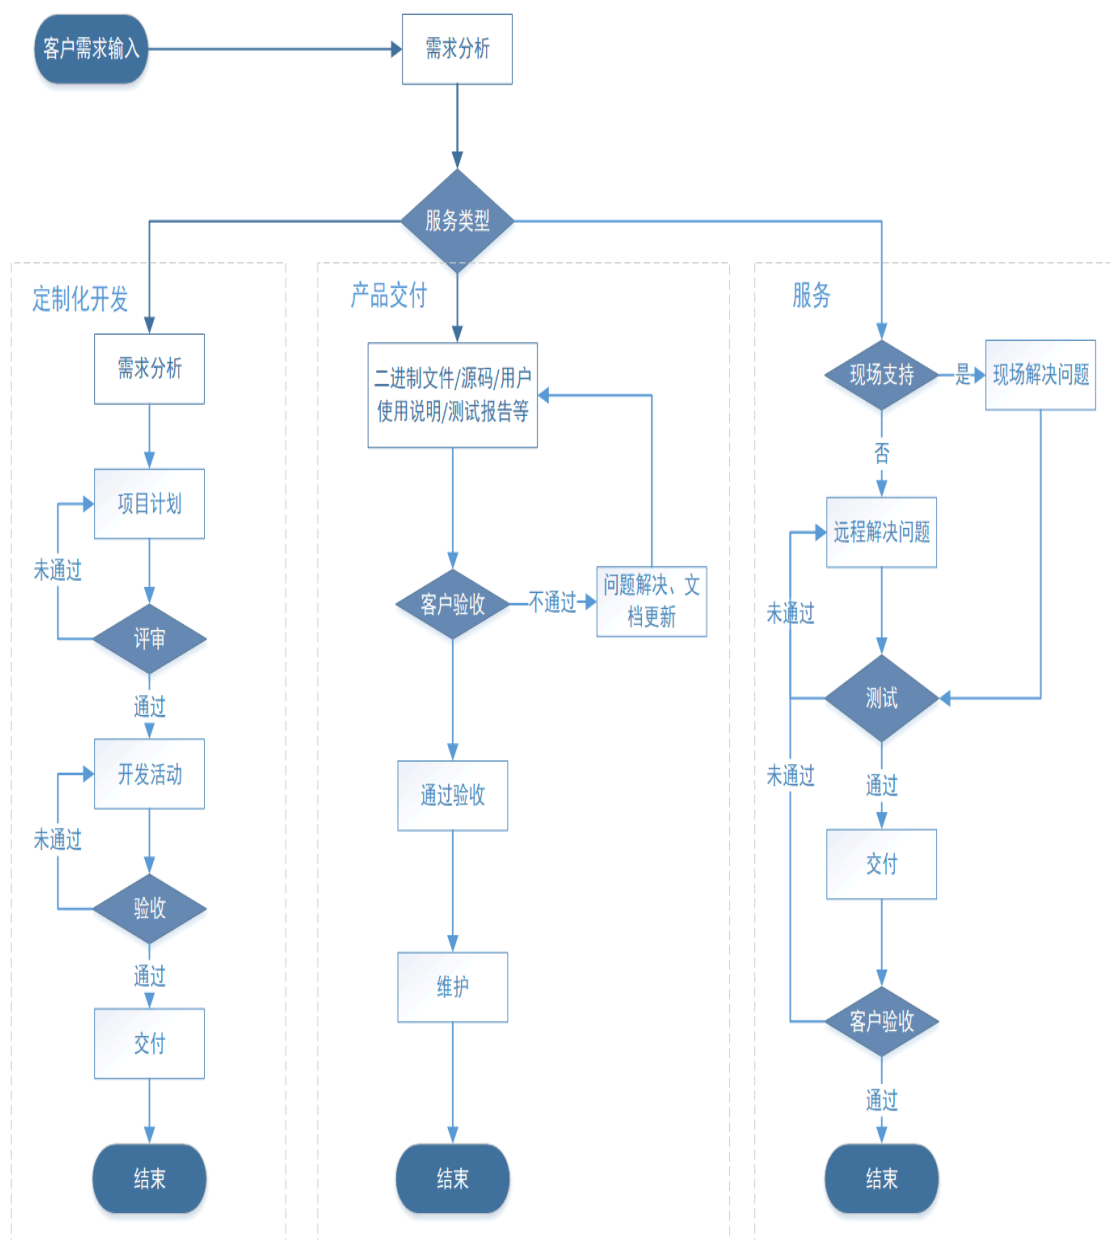 客户需求输入
需求分析
服务类型
定制化开发
需求分析
项目计划
未通过
评审
通过
开发活动
未通过
验收
通过
交付
结束
产品交付
二进制文件/源码/用户
使用说明/测试报告等
客户验收
不通过
问题解决、文
档更新
通过验收
维护
结束
服务
现场支持
是
现场解决问题
否
远程解决问题
未通过
测试
未通过
通过
交付
客户验收
通过
结束